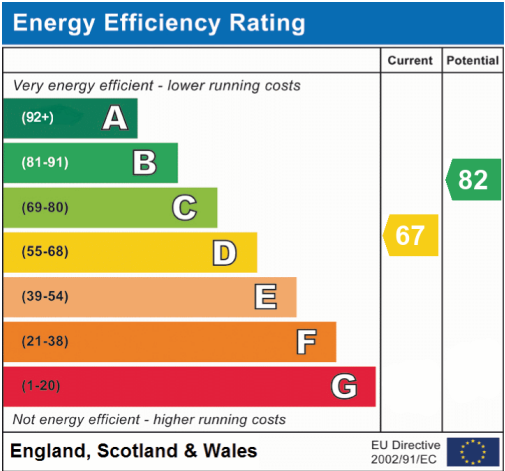 Energy Efficiency Rating
Current Potential
Very energy efficient - lower running costs
(92+) A
(81-91) B
82
(69-80) C
67
(55-68) D
(39-54) E
(21-38) F
(1-20) G
Not energy efficient - higher running costs
England, Scotland & Wales
EU Directive
2002/91/EC